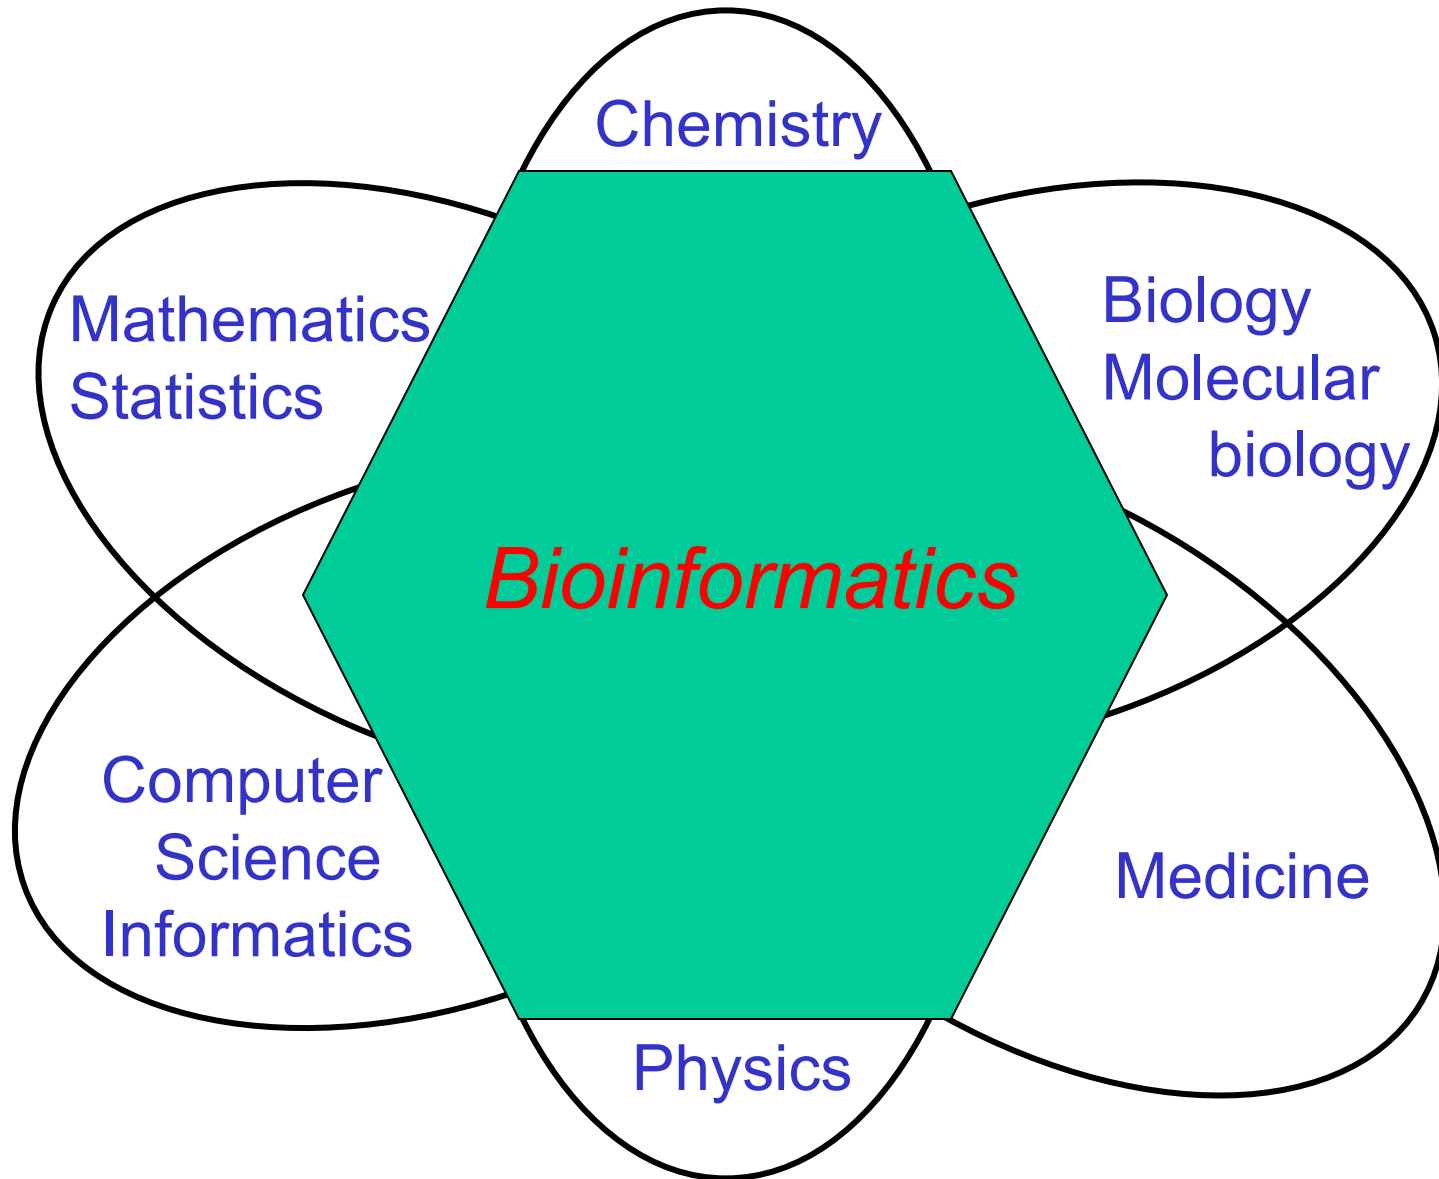 Chemistry
Mathematics
Statistics
Biology
Molecular
biology
Bioinformatics
Computer
Science
Informatics
Medicine
Physics